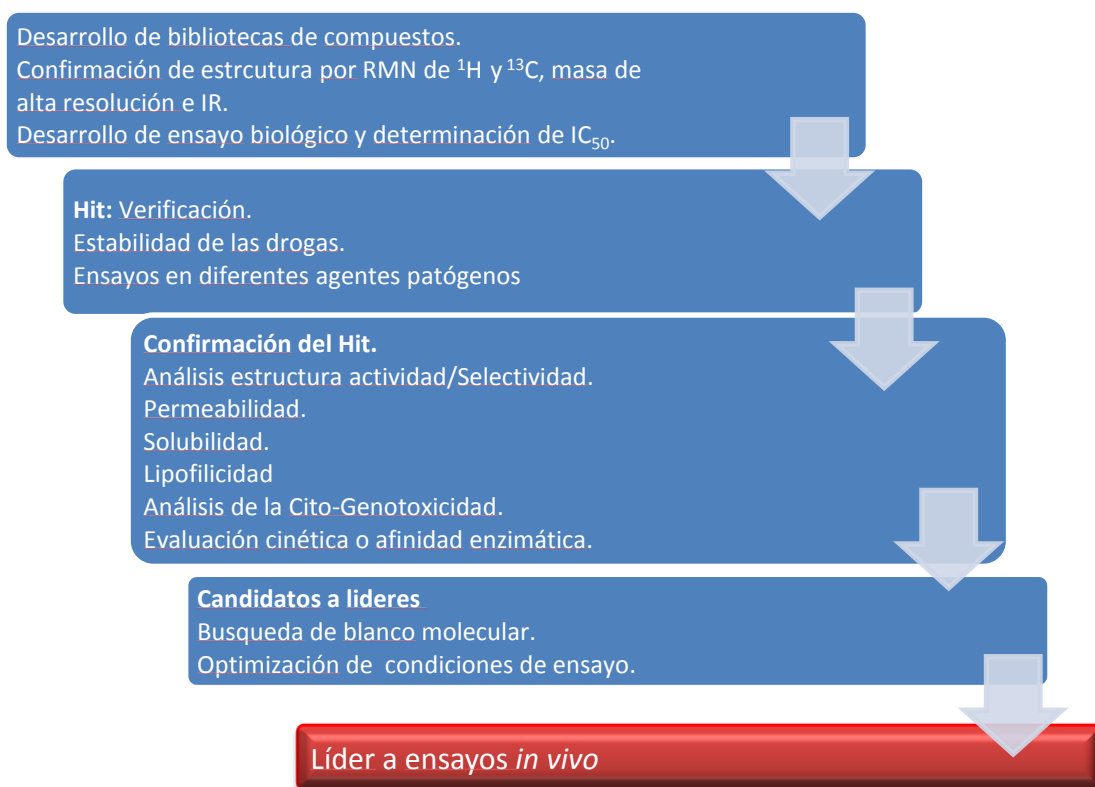 Desarrollo de bibliotecas de compuestos.
Confirmación de estrcutura por RMN de ¹H y ¹³C, masa de
alta resolución e IR.
Desarrollo de ensayo biológico y determinación de IC₅₀.
Hit: Verificación.
Estabilidad de las drogas.
Ensayos en diferentes agentes patógenos
Confirmación del Hit.
Análisis estructura actividad/Selectividad.
Permeabilidad.
Solubilidad.
Lipofilicidad
Análisis de la Cito-Genotoxicidad.
Evaluación cinética o afinidad enzimática.
Candidatos a lideres
Busqueda de blanco molecular.
Optimización de condiciones de ensayo.
Líder a ensayos in vivo